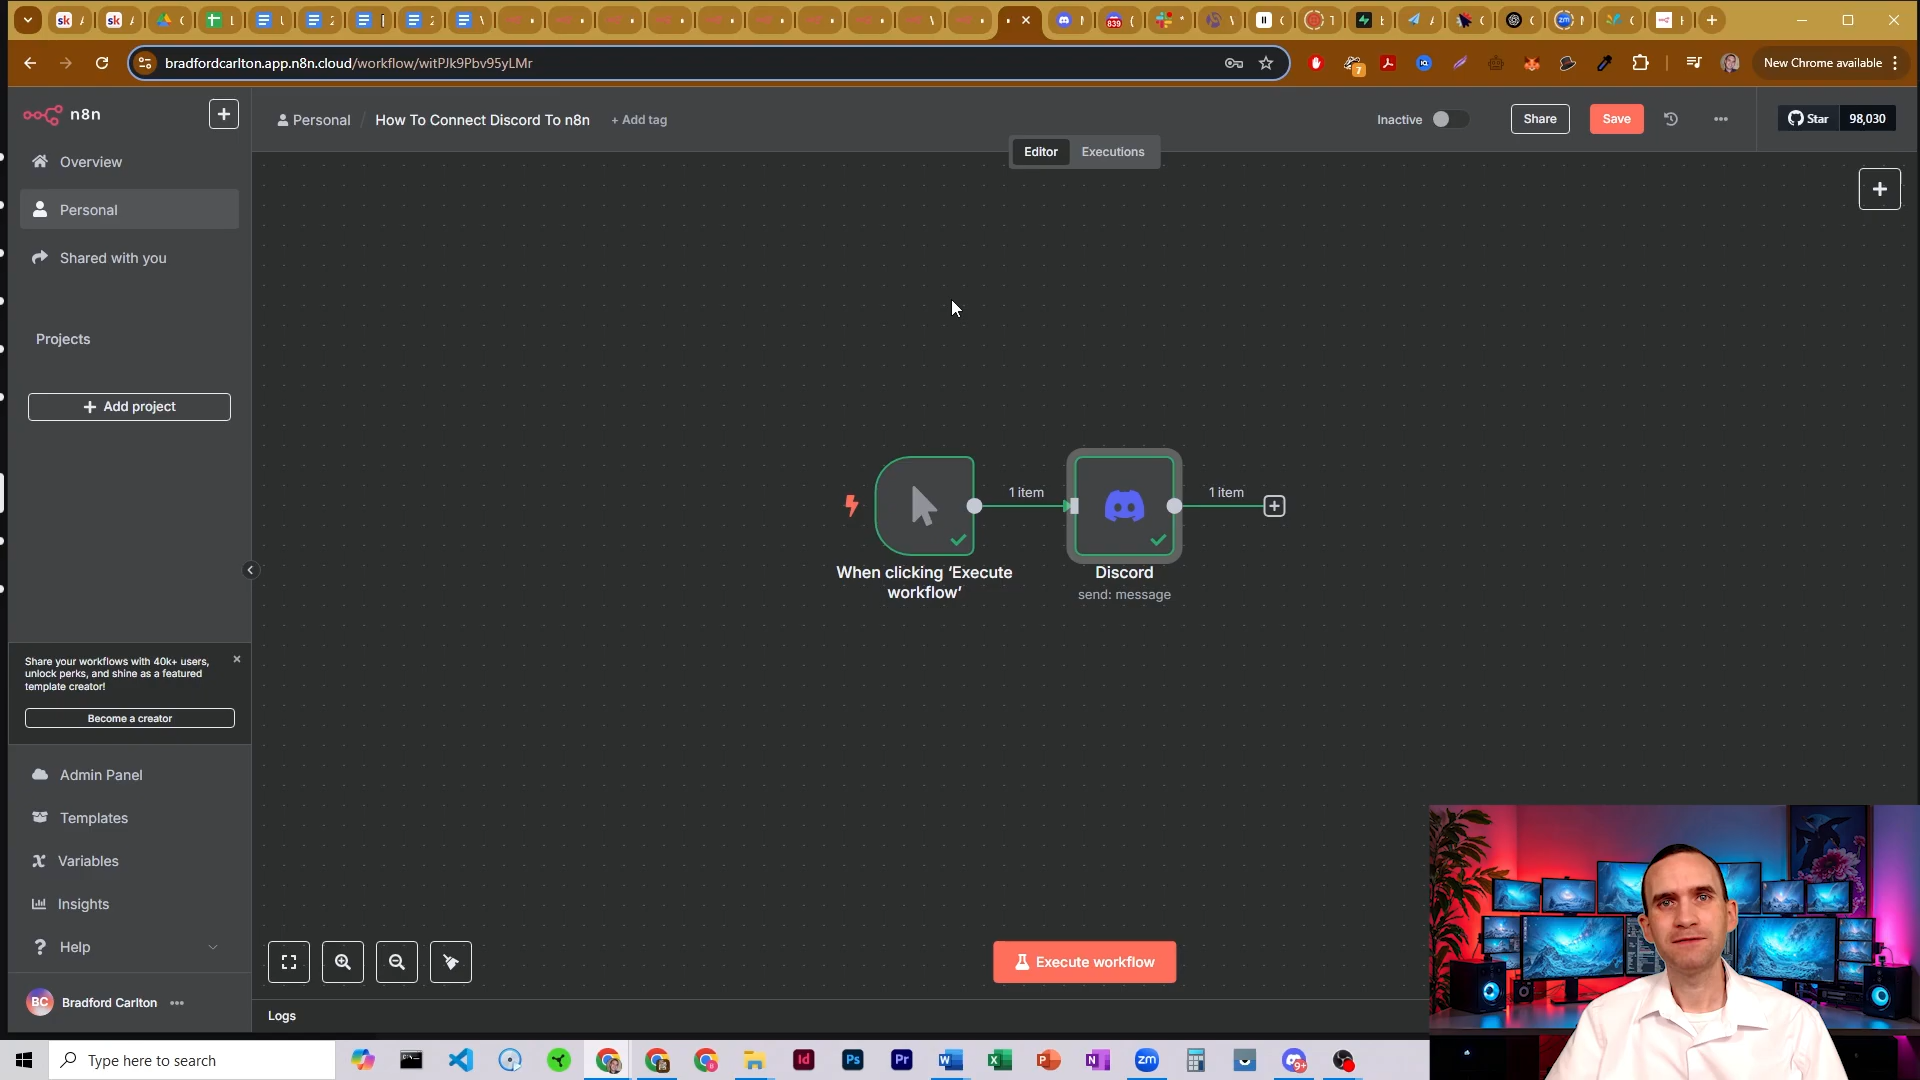 bradfordcarlton.app.n8n.cloud/workflow/witPJk9Pbv95yLMr
New Chrome available
n8n
Personal / How To Connect Discord To n8n + Add tag
Inactive
Share
Save
Star 98,030
Editor Executions
Overview
Personal
Shared with you
Projects
+ Add project
1 item
1 item
When clicking ‘Execute
workflow’
Discord
send: message
Share your workflows with 40k+ users,
unlock perks, and shine as a featured
template creator!
Become a creator
Admin Panel
Templates
Variables
Insights
Help
BC Bradford Carlton
Execute workflow
Logs
Type here to search